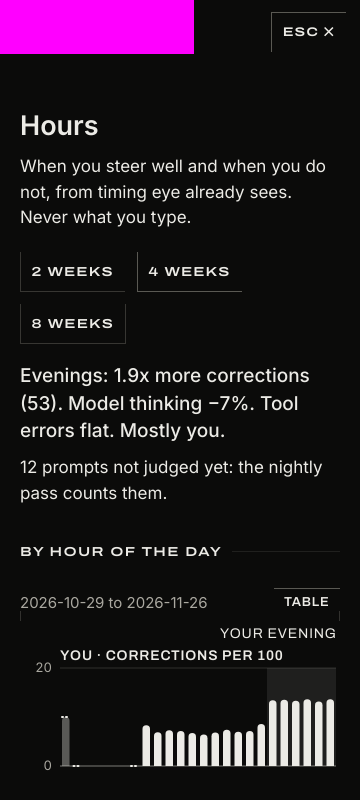 ESC ✕
Hours
When you steer well and when you do
not, from timing eye already sees.
Never what you type.
2 WEEKS
4 WEEKS
8 WEEKS
Evenings: 1.9x more corrections
(53). Model thinking −7%. Tool
errors flat. Mostly you.
12 prompts not judged yet: the nightly
pass counts them.
BY HOUR OF THE DAY
2026-10-29 to 2026-11-26
TABLE
YOUR EVENING
YOU · CORRECTIONS PER 100
20
0